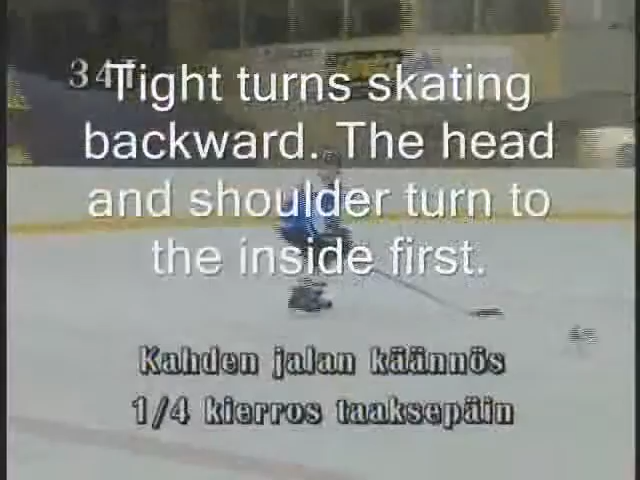 Tight turns skating
backward. The head
and shoulder turn to
the inside first.
Kahden jalan käännös
1/4 kierros taaksepäin